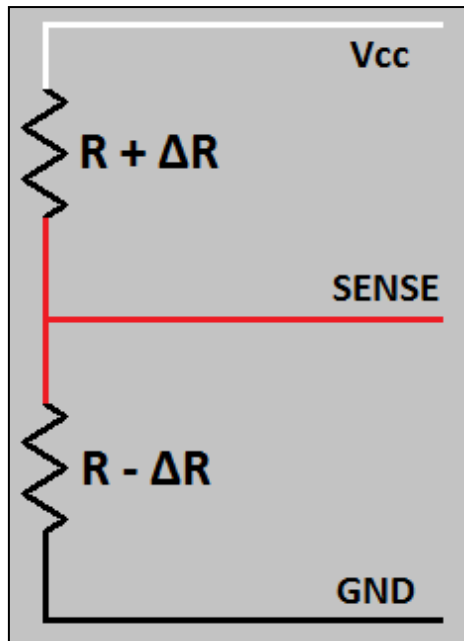 Vcc
R + ΔR
SENSE
R - ΔR
GND